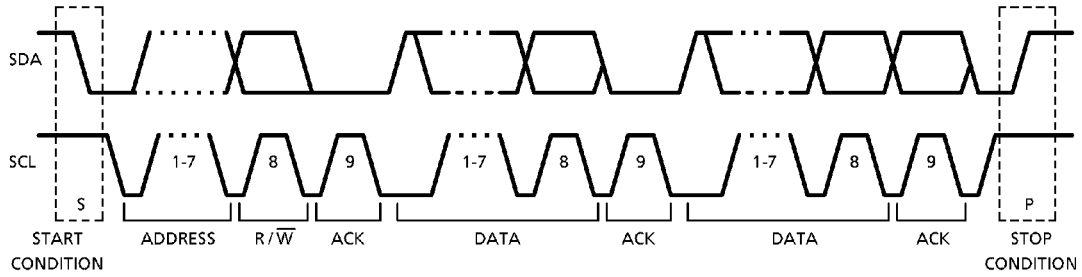 SDA
SCL
1-7 8 9 1-7 8 9 1-7 8 9
S P
START CONDITION
ADDRESS R/W̅ ACK DATA ACK DATA ACK
STOP CONDITION